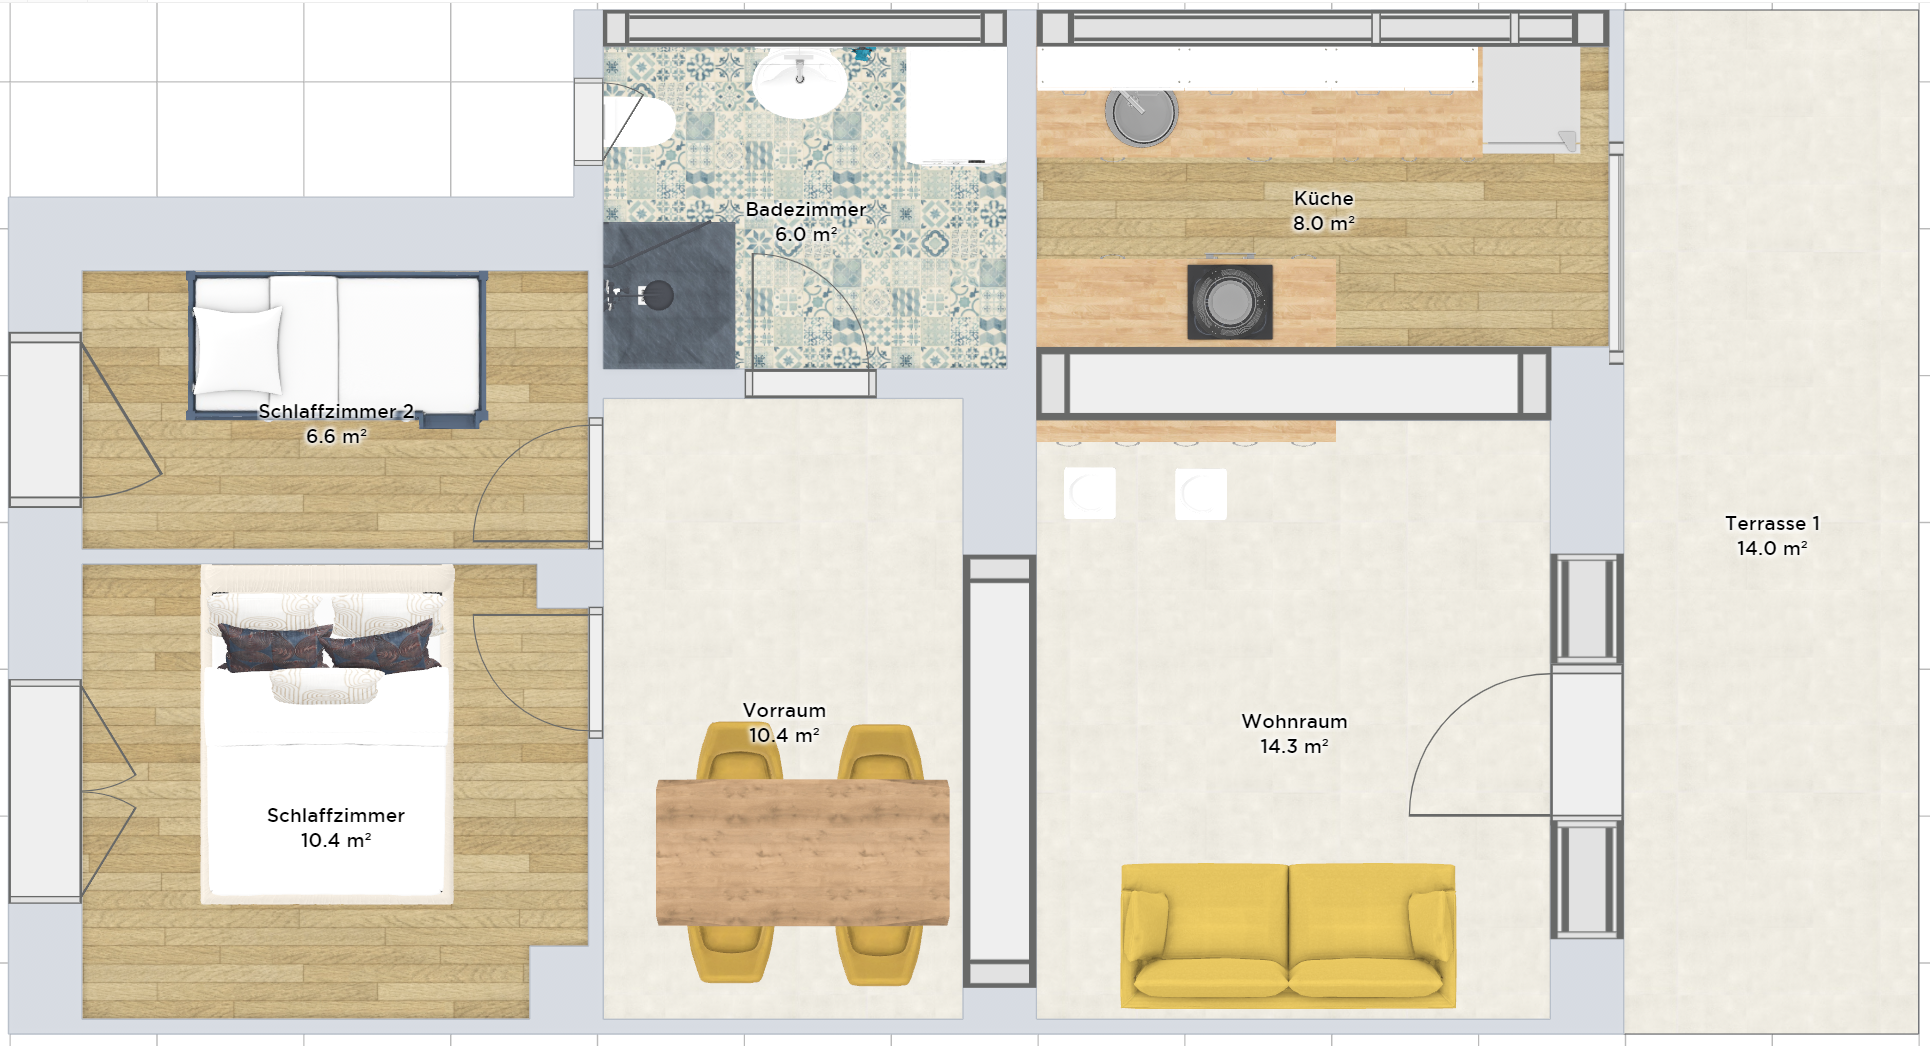 Badezimmer
6.0 m²
Küche
8.0 m²
Schlaffzimmer 2
6.6 m²
Terrasse 1
14.0 m²
Vorraum
10.4 m²
Wohnraum
14.3 m²
Schlaffzimmer
10.4 m²